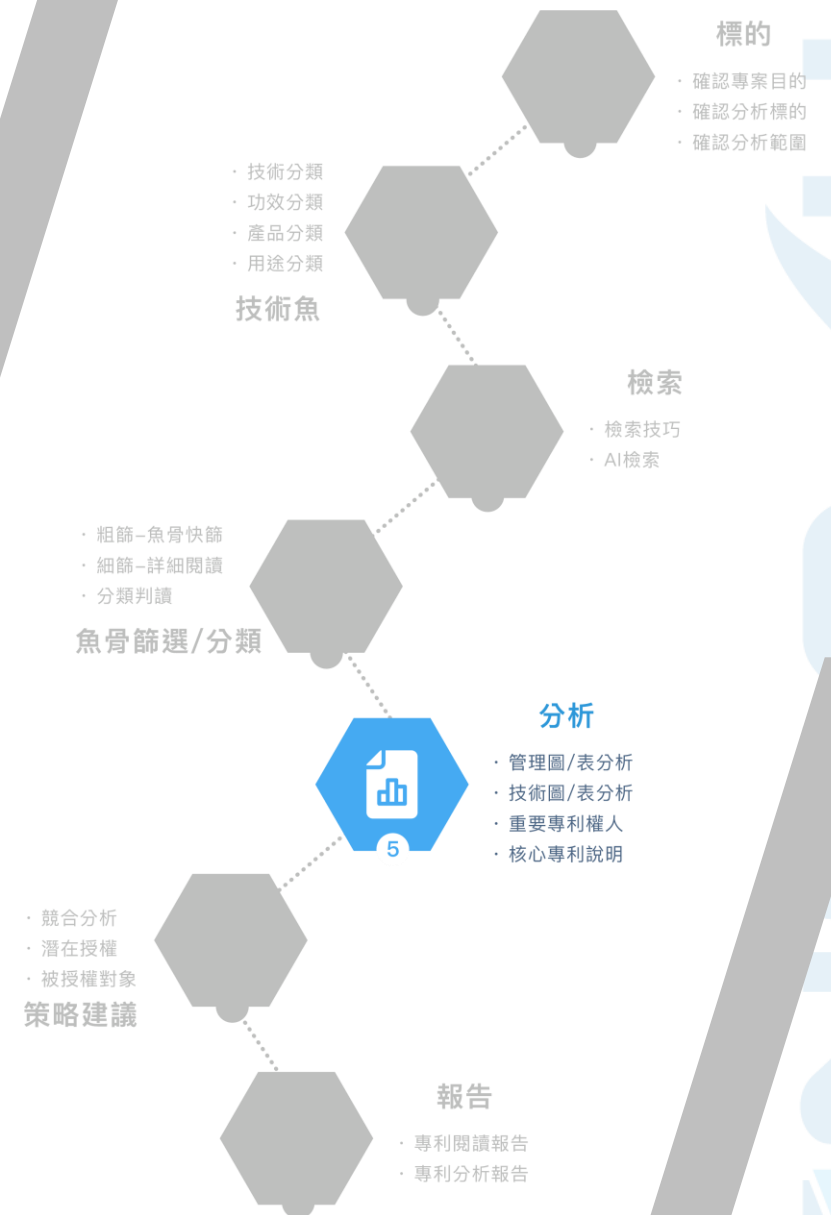 標的
· 確認專案目的
· 確認分析標的
· 確認分析範圍
· 技術分類
· 功效分類
· 產品分類
· 用途分類
技術魚
檢索
· 檢索技巧
· AI檢索
· 粗篩–魚骨快篩
· 細篩–詳細閱讀
· 分類判讀
魚骨篩選/分類
分析
· 管理圖/表分析
· 技術圖/表分析
· 重要專利權人
· 核心專利說明
5
· 競合分析
· 潛在授權
· 被授權對象
策略建議
報告
· 專利閱讀報告
· 專利分析報告